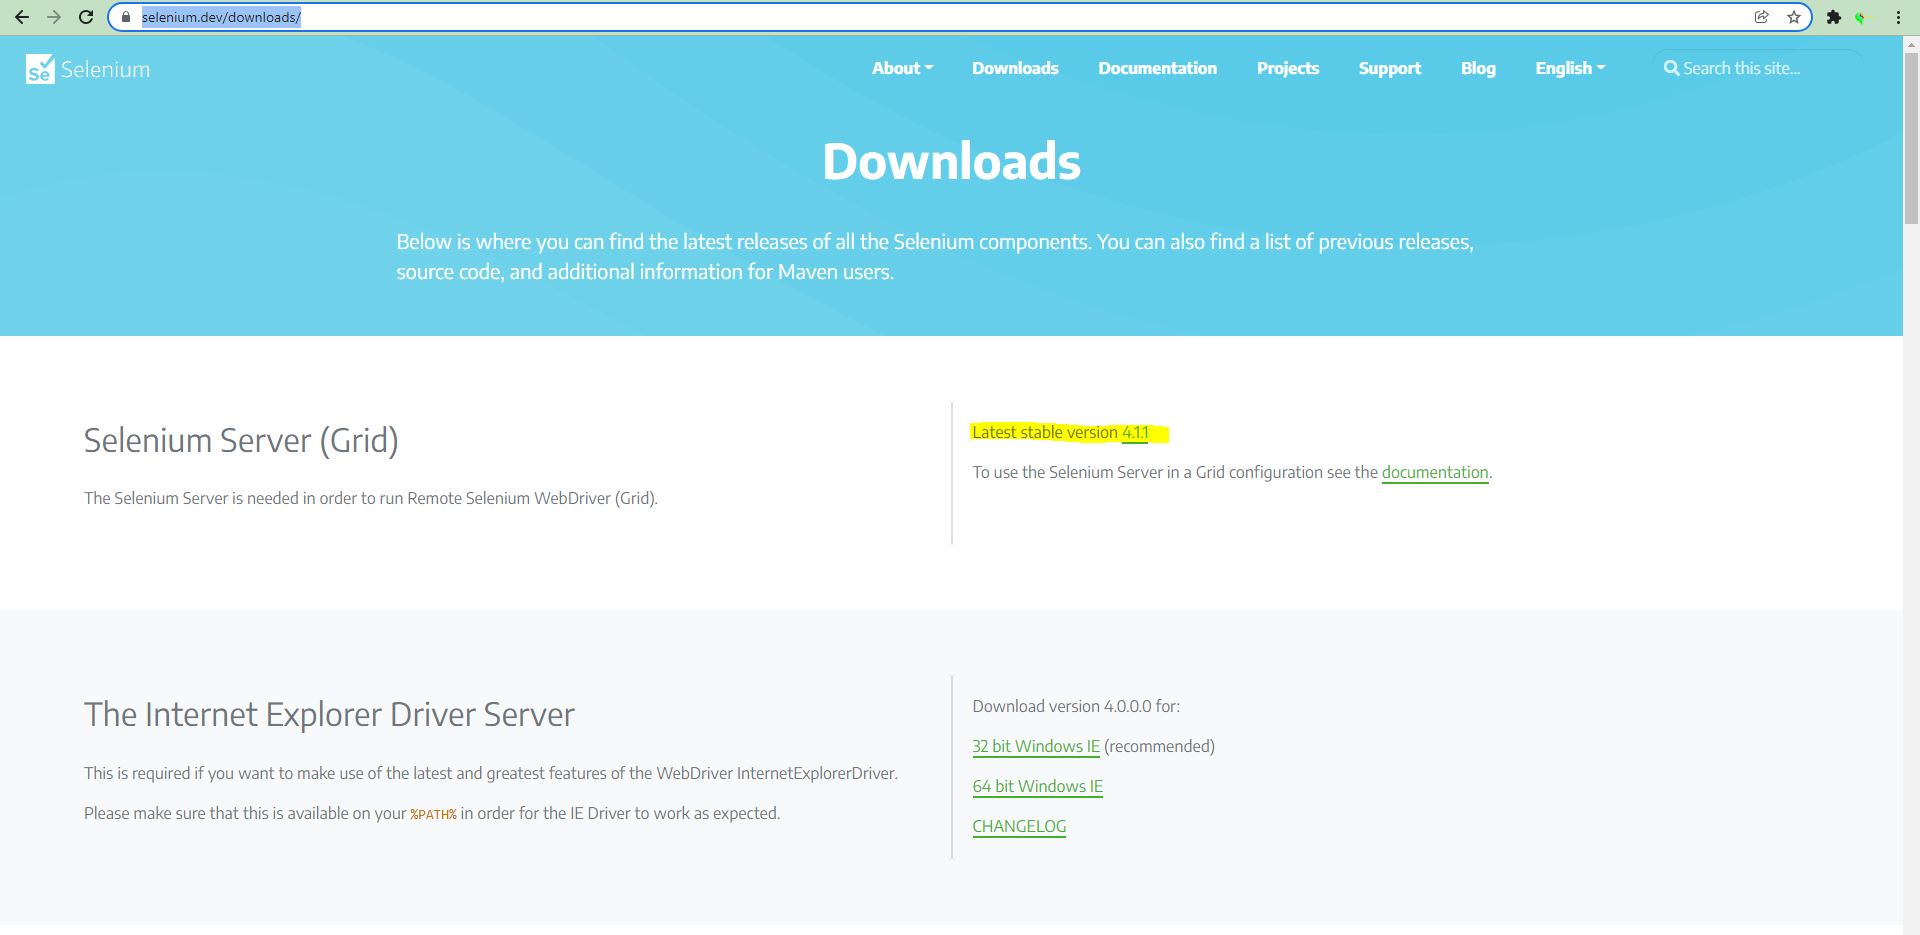 selenium.dev/downloads/
Se Selenium
About Downloads Documentation Projects Support Blog English Search this site...
Downloads
Below is where you can find the latest releases of all the Selenium components. You can also find a list of previous releases,
source code, and additional information for Maven users.
Selenium Server (Grid)
The Selenium Server is needed in order to run Remote Selenium WebDriver (Grid).
Latest stable version 4.1.1
To use the Selenium Server in a Grid configuration see the documentation.
The Internet Explorer Driver Server
This is required if you want to make use of the latest and greatest features of the WebDriver InternetExplorerDriver.
Please make sure that this is available on your %PATH% in order for the IE Driver to work as expected.
Download version 4.0.0.0 for:
32 bit Windows IE (recommended)
64 bit Windows IE
CHANGELOG